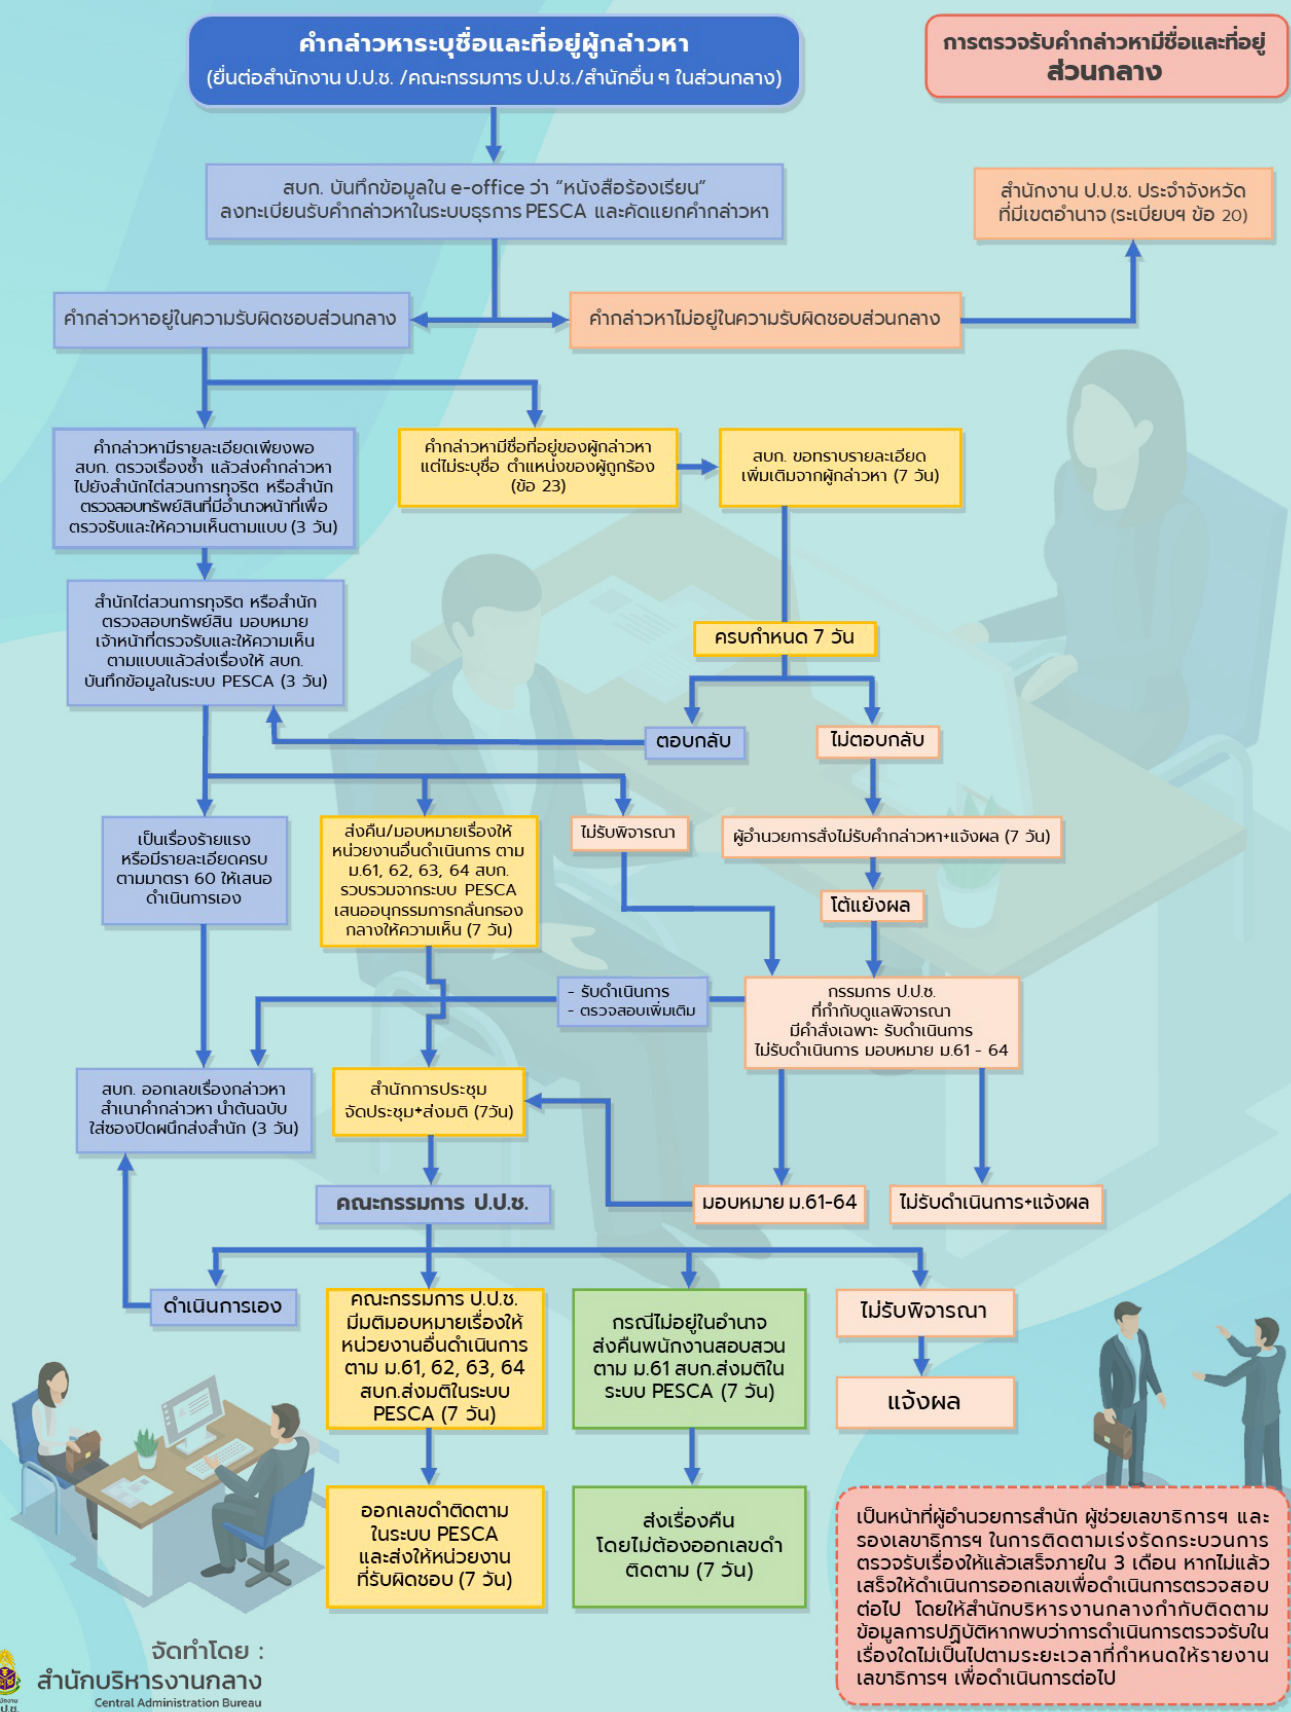 คำกล่าวหาระบุชื่อและที่อยู่ผู้กล่าวหา
(ยื่นต่อสำนักงาน ป.ป.ช. /คณะกรรมการ ป.ป.ช./สำนักอื่น ๆ ในส่วนกลาง)
การตรวจรับคำกล่าวหามีชื่อและที่อยู่
ส่วนกลาง
สบก. บันทึกข้อมูลใน e-office ว่า “หนังสือร้องเรียน”
ลงทะเบียนรับคำกล่าวหาในระบบธุรการ PESCA และคัดแยกคำกล่าวหา
สำนักงาน ป.ป.ช. ประจำจังหวัด
ที่มีเขตอำนาจ (ระเบียบฯ ข้อ 20)
คำกล่าวหาอยู่ในความรับผิดชอบส่วนกลาง
คำกล่าวหาไม่อยู่ในความรับผิดชอบส่วนกลาง
คำกล่าวหามีรายละเอียดเพียงพอ
สบก. ตรวจเรื่องซ้ำ แล้วส่งคำกล่าวหา
ไปยังสำนักไต่สวนการทุจริต หรือสำนัก
ตรวจสอบทรัพย์สินที่มีอำนาจหน้าที่เพื่อ
ตรวจรับและให้ความเห็นตามแบบ (3 วัน)
คำกล่าวหามีชื่อที่อยู่ของผู้กล่าวหา
แต่ไม่ระบุชื่อ ตำแหน่งของผู้ถูกร้อง
(ข้อ 23)
สบก. ขอทราบรายละเอียด
เพิ่มเติมจากผู้กล่าวหา (7 วัน)
สำนักไต่สวนการทุจริต หรือสำนัก
ตรวจสอบทรัพย์สิน มอบหมาย
เจ้าหน้าที่ตรวจรับและให้ความเห็น
ตามแบบแล้วส่งเรื่องให้ สบก.
บันทึกข้อมูลในระบบ PESCA (3 วัน)
ครบกำหนด 7 วัน
ตอบกลับ
ไม่ตอบกลับ
เป็นเรื่องร้ายแรง
หรือมีรายละเอียดครบ
ตามมาตรา 60 ให้เสนอ
ดำเนินการเอง
ส่งคืน/มอบหมายเรื่องให้
หน่วยงานอื่นดำเนินการ ตาม
ม.61, 62, 63, 64 สบก.
รวบรวมจากระบบ PESCA
เสนออนุกรรมการกลั่นกรอง
กลางให้ความเห็น (7 วัน)
ไม่รับพิจารณา
ผู้อำนวยการสั่งไม่รับคำกล่าวหา+แจ้งผล (7 วัน)
โต้แย้งผล
- รับดำเนินการ
- ตรวจสอบเพิ่มเติม
กรรมการ ป.ป.ช.
ที่กำกับดูแลพิจารณา
มีคำสั่งเฉพาะ รับดำเนินการ
ไม่รับดำเนินการ มอบหมาย ม.61 - 64
สบก. ออกเลขเรื่องกล่าวหา
สำเนาคำกล่าวหา นำต้นฉบับ
ใส่ซองปิดผนึกส่งสำนัก (3 วัน)
สำนักการประชุม
จัดประชุม+ส่งมติ (7วัน)
คณะกรรมการ ป.ป.ช.
มอบหมาย ม.61-64
ไม่รับดำเนินการ+แจ้งผล
ดำเนินการเอง
คณะกรรมการ ป.ป.ช.
มีมติมอบหมายเรื่องให้
หน่วยงานอื่นดำเนินการ
ตาม ม.61, 62, 63, 64
สบก.ส่งมติในระบบ
PESCA (7 วัน)
กรณีไม่อยู่ในอำนาจ
ส่งคืนพนักงานสอบสวน
ตาม ม.61 สบก.ส่งมติใน
ระบบ PESCA (7 วัน)
ไม่รับพิจารณา
แจ้งผล
ออกเลขดำติดตาม
ในระบบ PESCA
และส่งให้หน่วยงาน
ที่รับผิดชอบ (7 วัน)
ส่งเรื่องคืน
โดยไม่ต้องออกเลขดำ
ติดตาม (7 วัน)
เป็นหน้าที่ผู้อำนวยการสำนัก ผู้ช่วยเลขาธิการฯ และ
รองเลขาธิการฯ ในการติดตามเร่งรัดกระบวนการ
ตรวจรับเรื่องให้แล้วเสร็จภายใน 3 เดือน หากไม่แล้ว
เสร็จให้ดำเนินการออกเลขเพื่อดำเนินการตรวจสอบ
ต่อไป โดยให้สำนักบริหารงานกลางกำกับติดตาม
ข้อมูลการปฏิบัติหากพบว่าการดำเนินการตรวจรับใน
เรื่องใดไม่เป็นไปตามระยะเวลาที่กำหนดให้รายงาน
เลขาธิการฯ เพื่อดำเนินการต่อไป
จัดทำโดย :
สำนักบริหารงานกลาง
Central Administration Bureau